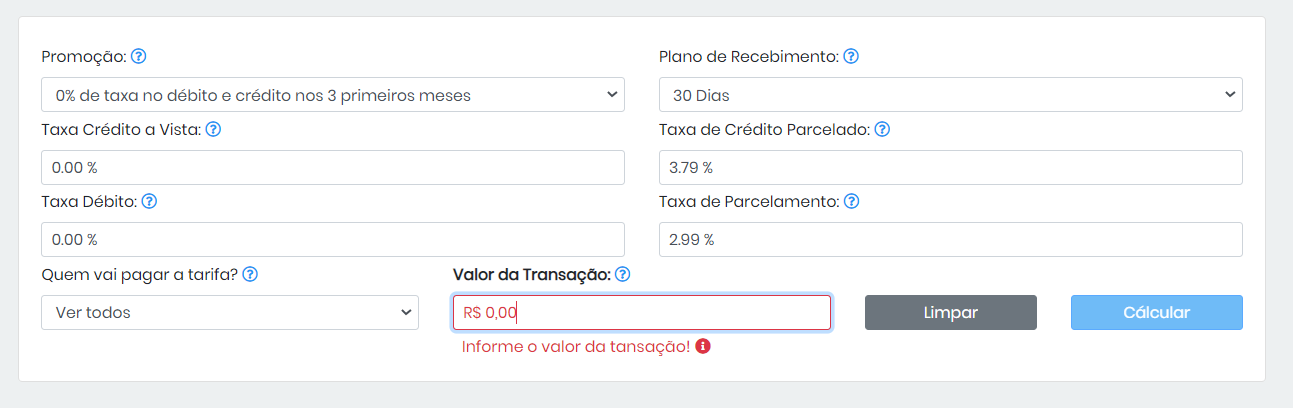 Promoção:
Plano de Recebimento:
0% de taxa no débito e crédito nos 3 primeiros meses
30 Dias
Taxa Crédito a Vista:
Taxa de Crédito Parcelado:
0.00 %
3.79 %
Taxa Débito:
Taxa de Parcelamento:
0.00 %
2.99 %
Quem vai pagar a tarifa?
Valor da Transação:
Ver todos
R$ 0,00
Limpar
Cálcular
Informe o valor da tansação!